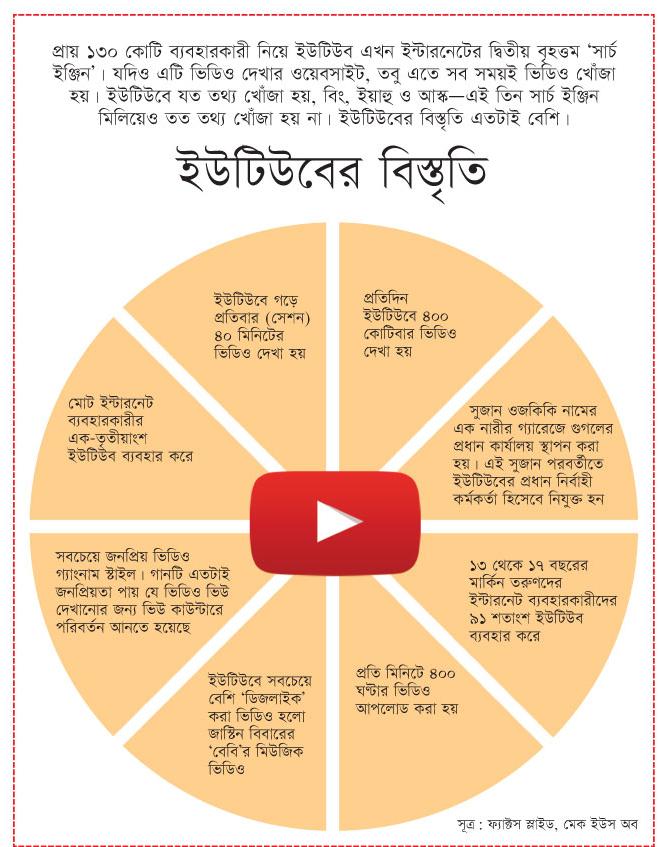 প্রায় ১৩০ কোটি ব্যবহারকারী নিয়ে ইউটিউব এখন ইন্টারনেটের দ্বিতীয় বৃহত্তম ‘সার্চ
ইঞ্জিন’। যদিও এটি ভিডিও দেখার ওয়েবসাইট, তবু এতে সব সময়ই ভিডিও খোঁজা
হয়। ইউটিউবে যত তথ্য খোঁজা হয়, বিং, ইয়াহু ও আস্ক—এই তিন সার্চ ইঞ্জিন
মিলিয়েও তত তথ্য খোঁজা হয় না। ইউটিউবের বিস্তৃতি এতটাই বেশি।
ইউটিউবের বিস্তৃতি
ইউটিউবে গড়ে
প্রতিবার (সেশন)
৪০ মিনিটের
ভিডিও দেখা হয়
প্রতিদিন
ইউটিউবে ৪০০
কোটিবার ভিডিও
দেখা হয়
সুজান ওজকিকি নামের
এক নারীর গ্যারেজে গুগলের
প্রধান কার্যালয় স্থাপন করা
হয়। এই সুজান পরবর্তীতে
ইউটিউবের প্রধান নির্বাহী
কর্মকর্তা হিসেবে নিযুক্ত হন
১৩ থেকে ১৭ বছরের
মার্কিন তরুণদের
ইন্টারনেট ব্যবহারকারীদের
৯১ শতাংশ ইউটিউব
ব্যবহার করে
প্রতি মিনিটে ৪০০
ঘণ্টার ভিডিও
আপলোড করা হয়
ইউটিউবে সবচেয়ে
বেশি ‘ডিজলাইক’
করা ভিডিও হলো
জাস্টিন বিবারের
‘বেবি’র মিউজিক
ভিডিও
সবচেয়ে জনপ্রিয় ভিডিও
গ্যাংনাম স্টাইল। গানটি এতটাই
জনপ্রিয়তা পায় যে ভিডিও ভিউ
দেখানোর জন্য ভিউ কাউন্টারে
পরিবর্তন আনতে হয়েছে
মোট ইন্টারনেট
ব্যবহারকারীর
এক-তৃতীয়াংশ
ইউটিউব ব্যবহার করে
সূত্র : ফ্যাক্টস স্লাইড, মেক ইউস অব